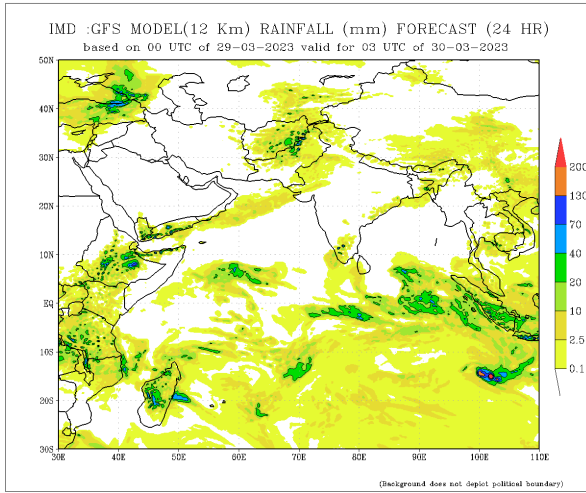 IMD :GFS MODEL(12 Km) RAINFALL (mm) FORECAST (24 HR)
based on 00 UTC of 29-03-2023 valid for 03 UTC of 30-03-2023
50N
40N
30N
20N
10N
EQ
10S
20S
30S
30E 40E 50E 60E 70E 80E 90E 100E 110E
200
130
70
40
10
2.5
0.1
(Background does not depict political boundary)